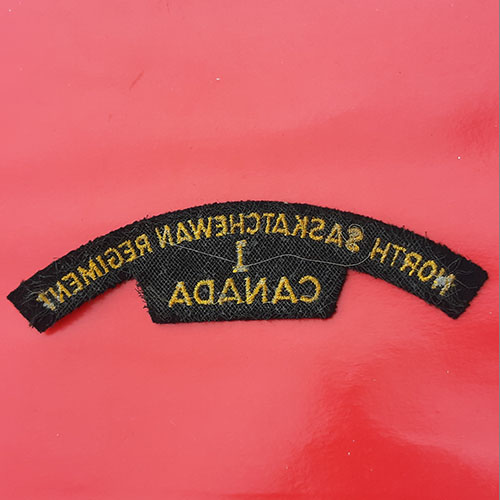 NORTH SASKATCHEWAN REGIMENT
1
CANADA